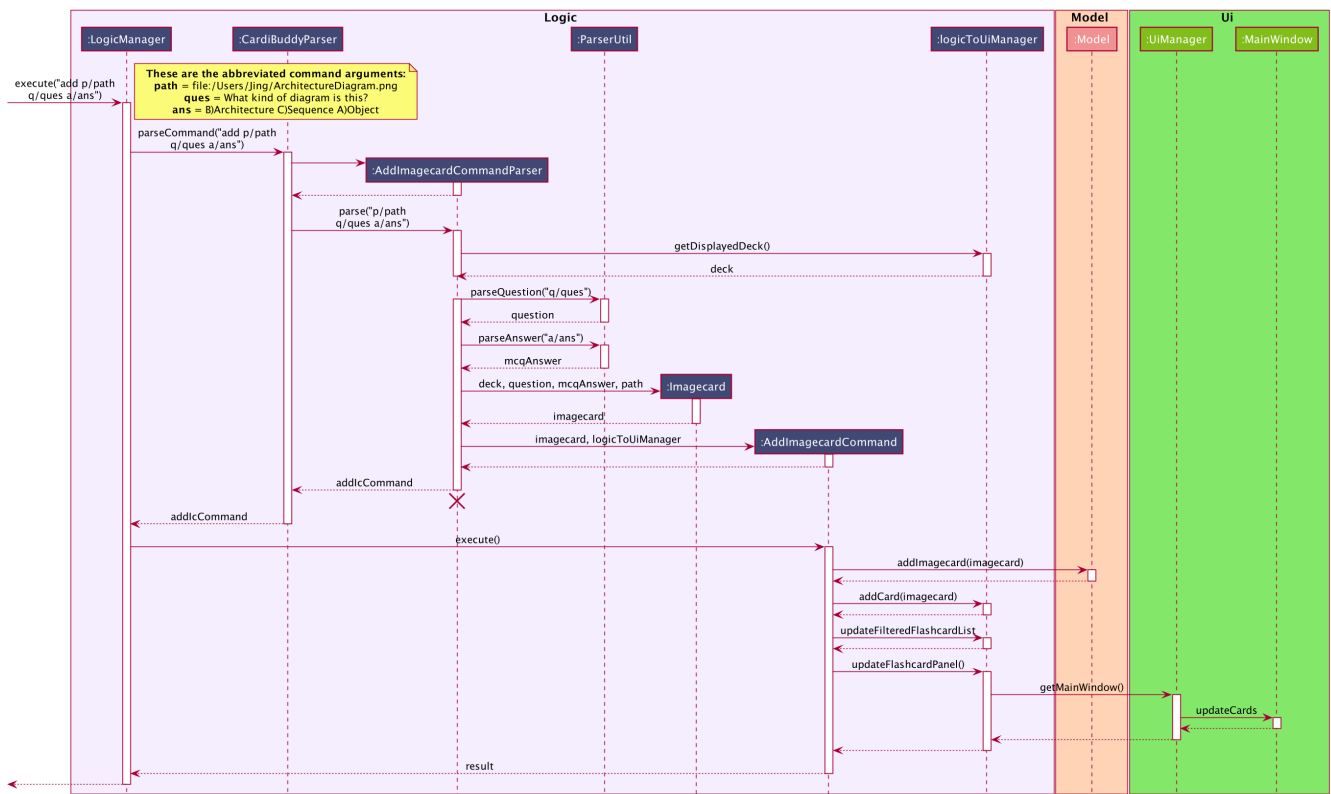 Logic
Model
Ui
:LogicManager
:CardiBuddyParser
:ParserUtil
:logicToUiManager
:Model
:UiManager
:MainWindow
These are the abbreviated command arguments:
path = file:/Users/Jing/ArchitectureDiagram.png
ques = What kind of diagram is this?
ans = B)Architecture C)Sequence A)Object
execute("add p/path
q/ques a/ans")
parseCommand("add p/path
q/ques a/ans")
:AddImagecardCommandParser
parse("p/path
q/ques a/ans")
getDisplayedDeck()
deck
parseQuestion("q/ques")
question
parseAnswer("a/ans")
mcqAnswer
deck, question, mcqAnswer, path
:Imagecard
imagecard
imagecard, logicToUiManager
:AddImagecardCommand
addIcCommand
addIcCommand
execute()
addImagecard(imagecard)
addCard(imagecard)
updateFilteredFlashcardList
updateFlashcardPanel()
getMainWindow()
updateCards
result